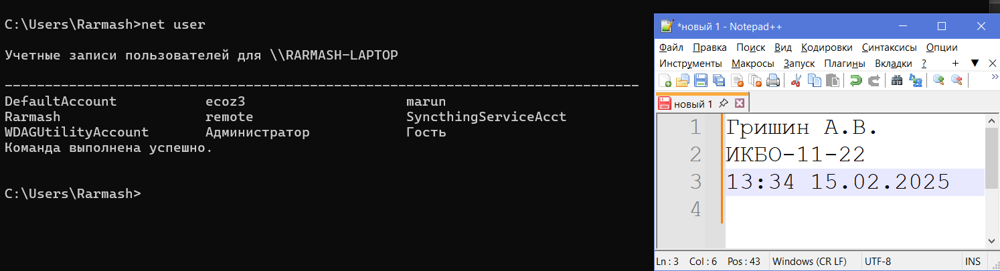 C:\Users\Rarmash>net user
Учетные записи пользователей для \\RARMASH-LAPTOP
-------------------------------------------------------------------------------
DefaultAccount ecoz3 marun
Rarmash remote SyncthingServiceAcct
WDAGUtilityAccount Администратор Гость
Команда выполнена успешно.
C:\Users\Rarmash>
*новый 1 - Notepad++
Файл Правка Поиск Вид Кодировки Синтаксисы Опции
Инструменты Макросы Запуск Плагины Вкладки ? + ▼ X
новый 1
1 Гришин А.В.
2 ИКБО-11-22
3 13:34 15.02.2025
4
Ln : 3 Col : 6 Pos : 43 Windows (CR LF) UTF-8 INS